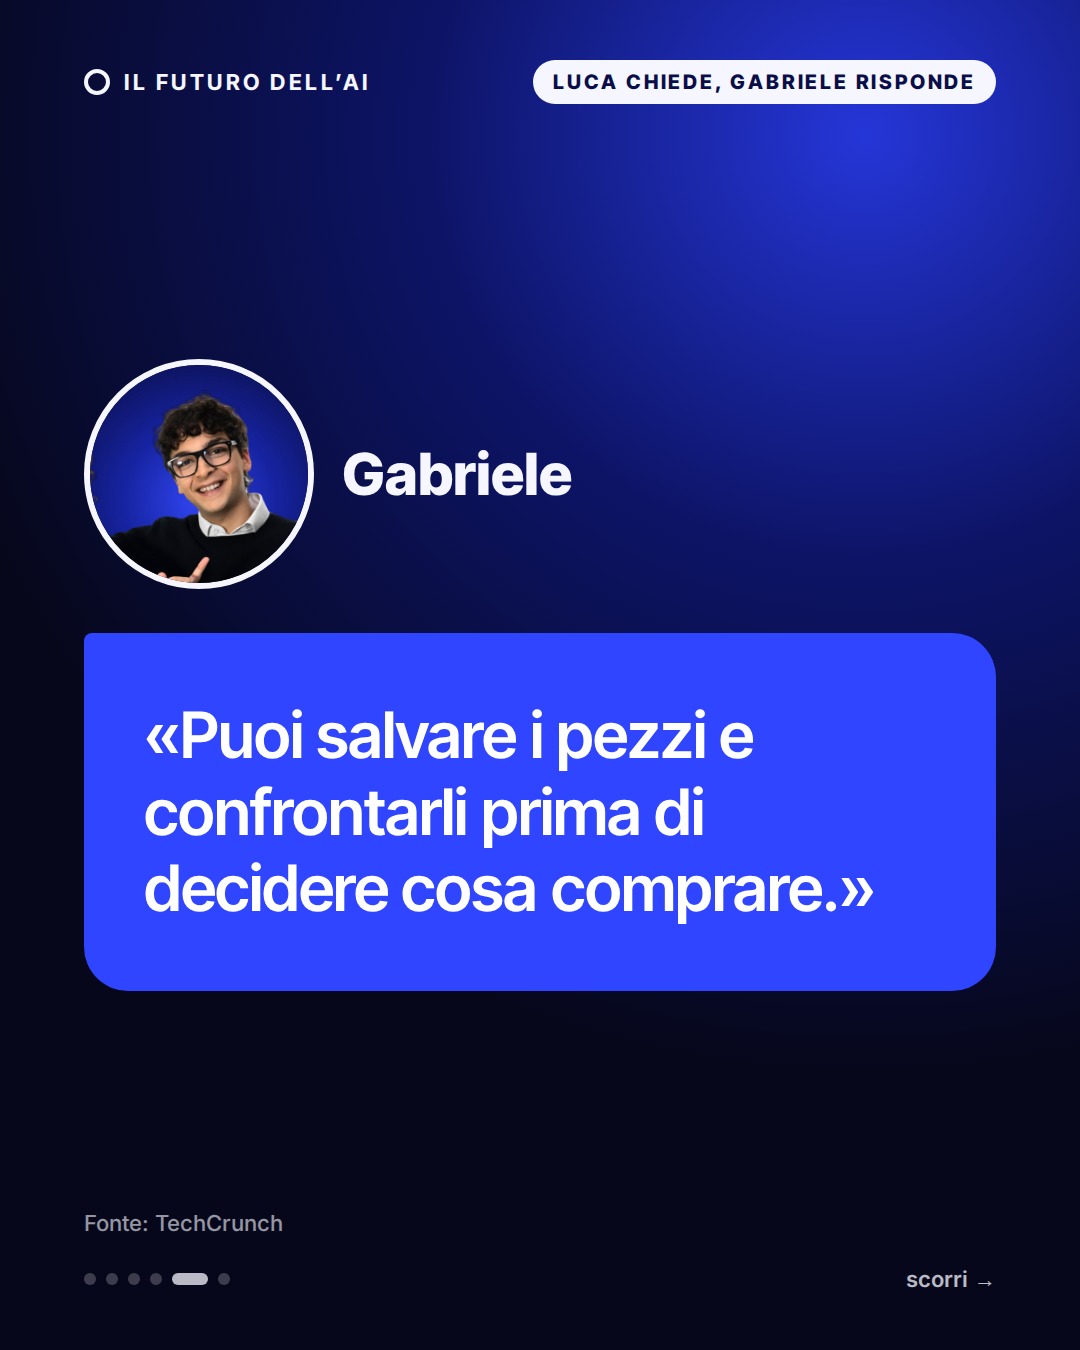 IL FUTURO DELL’AI
LUCA CHIEDE, GABRIELE RISPONDE
Gabriele
«Puoi salvare i pezzi e
confrontarli prima di
decidere cosa comprare.»
Fonte: TechCrunch
scorri →